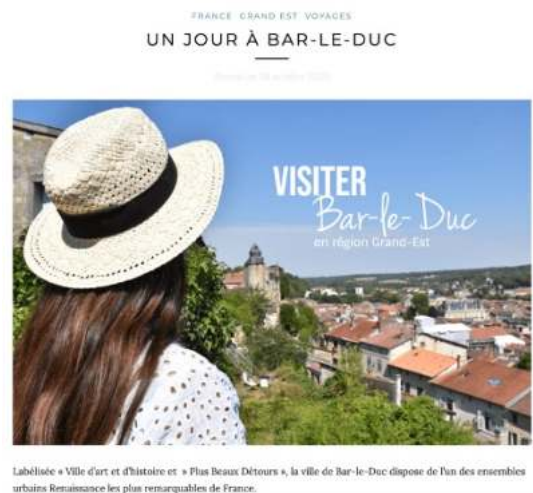 FRANCE GRAND EST VOYAGES
UN JOUR À BAR-LE-DUC
VISITER
Bar-le-Duc
en région Grand-Est
Labélisée « Ville d'art et d'histoire et » Plus Beaux Détours », la ville de Bar-le-Duc dispose de l'un des ensembles
urbains Renaissance les plus remarquables de France.